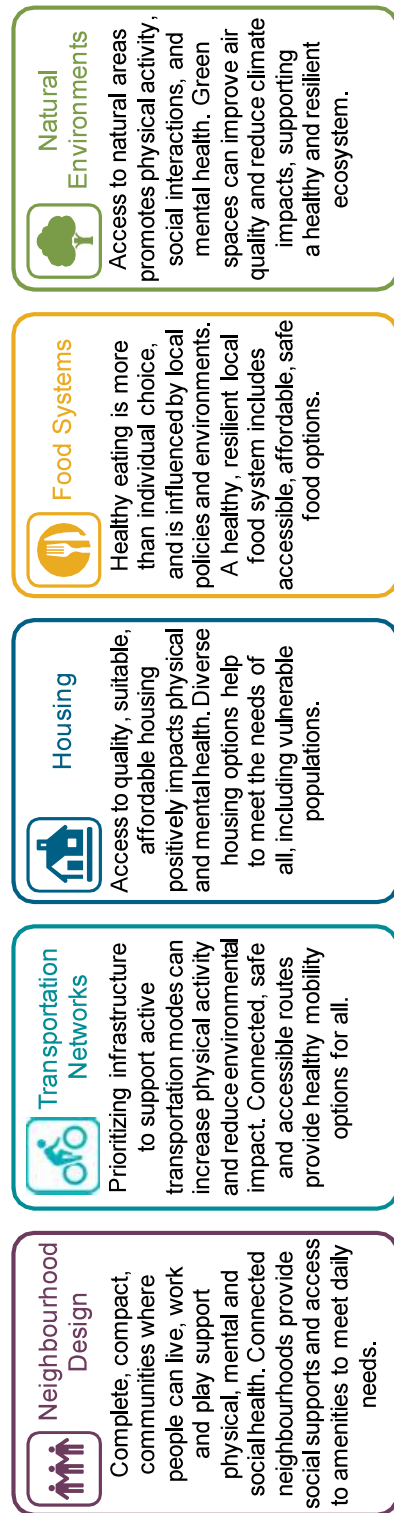 Neighbourhood
Design
Complete, compact,
communities where
people can live, work
and play support
physical, mental and
social health. Connected
neighbourhoods provide
social supports and access
to amenities to meet daily
needs.
Transportation
Networks
Prioritizing infrastructure
to support active
transportation modes can
increase physical activity
and reduce environmental
impact. Connected, safe
and accessible routes
provide healthy mobility
options for all.
Housing
Access to quality, suitable,
affordable housing
positively impacts physical
and mental health. Diverse
housing options help
to meet the needs of
all, including vulnerable
populations.
Food Systems
Healthy eating is more
than individual choice,
and is influenced by local
policies and environments.
A healthy, resilient local
food system includes
accessible, affordable, safe
food options.
Natural
Environments
Access to natural areas
promotes physical activity,
social interactions, and
mental health. Green
spaces can improve air
quality and reduce climate
impacts, supporting
a healthy and resilient
ecosystem.